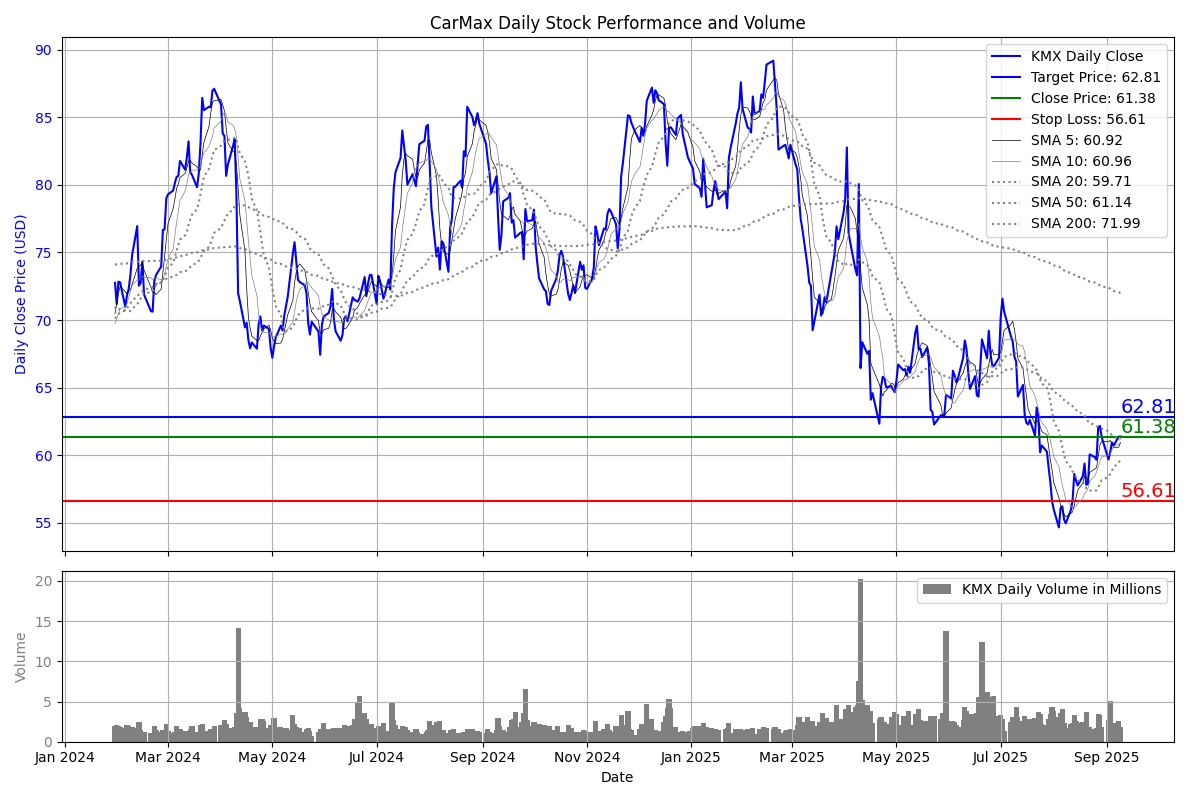 CarMax Daily Stock Performance and Volume
Daily Close Price (USD)
90
85
80
75
70
65
60
55
KMX Daily Close
Target Price: 62.81
Close Price: 61.38
Stop Loss: 56.61
SMA 5: 60.92
SMA 10: 60.96
SMA 20: 59.71
SMA 50: 61.14
SMA 200: 71.99
62.81
61.38
56.61
Volume
20
15
10
5
0
KMX Daily Volume in Millions
Jan 2024 Mar 2024 May 2024 Jul 2024 Sep 2024 Nov 2024 Jan 2025 Mar 2025 May 2025 Jul 2025 Sep 2025
Date